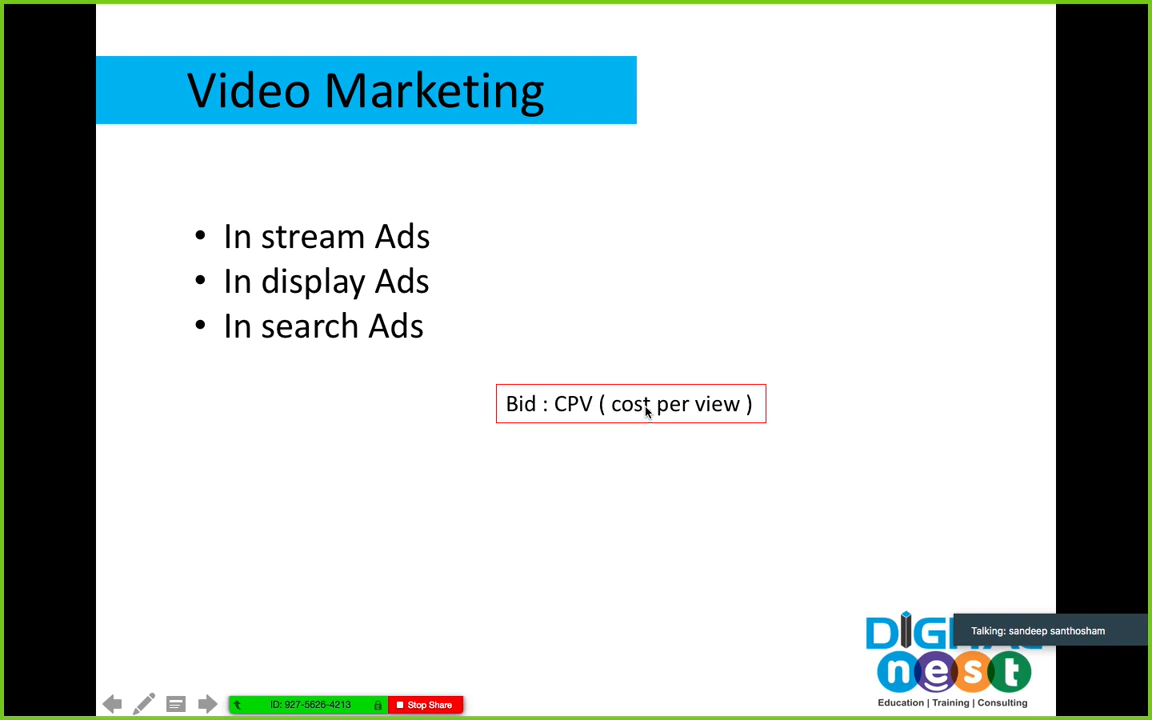 Video Marketing
• In stream Ads
• In display Ads
• In search Ads
Bid : CPV ( cost per view )
Talking: sandeep santhosham
nest
Education | Training | Consulting
ID: 927-5626-4213
Stop Share